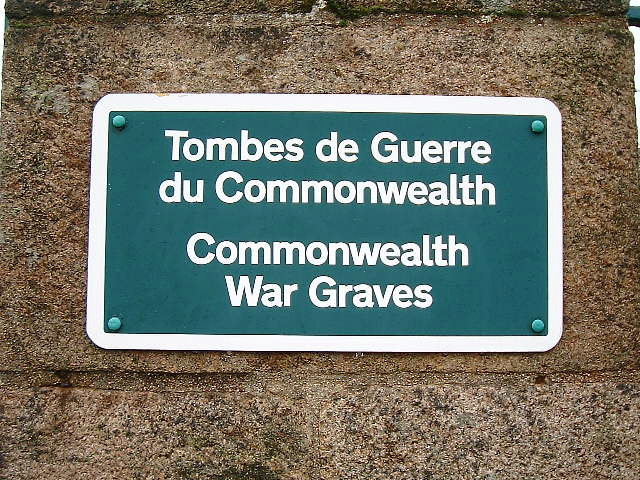 Tombes de Guerre
du Commonwealth
Commonwealth
War Graves